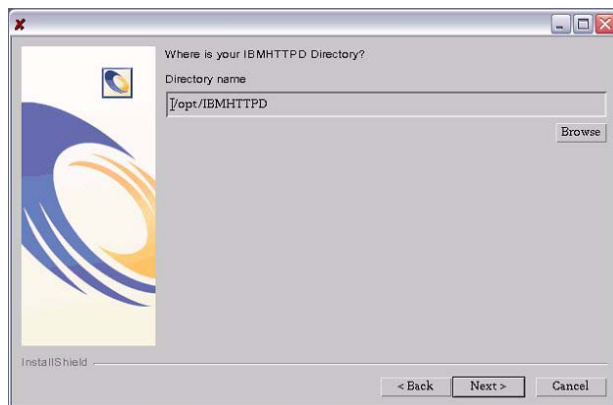 Where is your IBMHTTPD Directory?
Directory name
/opt/IBMHTTPD
Browse
InstallShield
< Back
Next >
Cancel